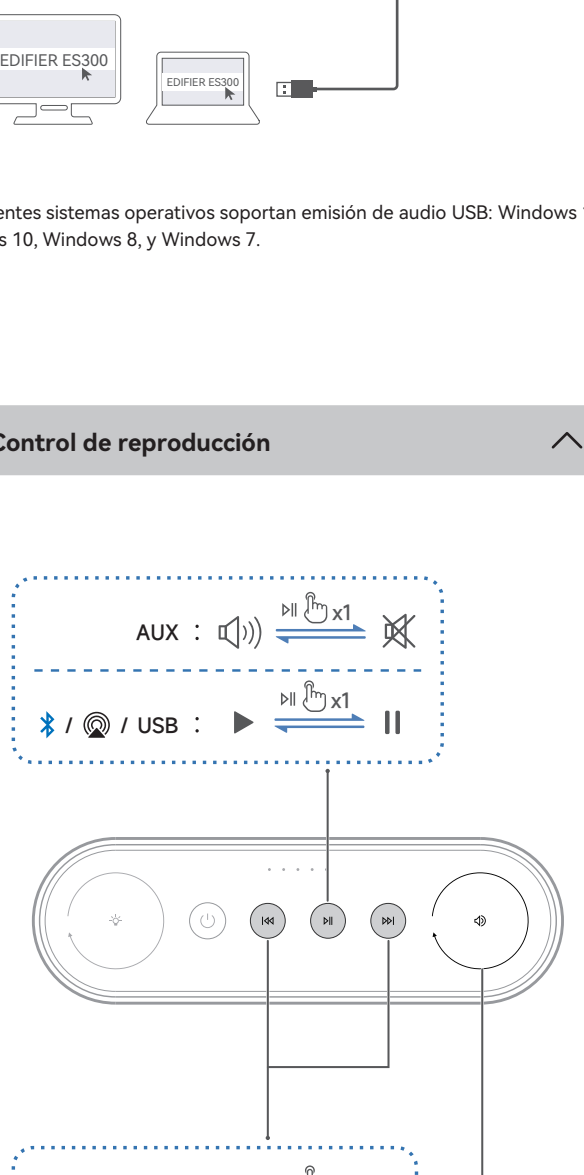 EDIFIER ES300
EDIFIER ES300
entes sistemas operativos soportan emisión de audio USB: Windows
s 10, Windows 8, y Windows 7.
Control de reproducción
x1
AUX :
x1
/ / USB :